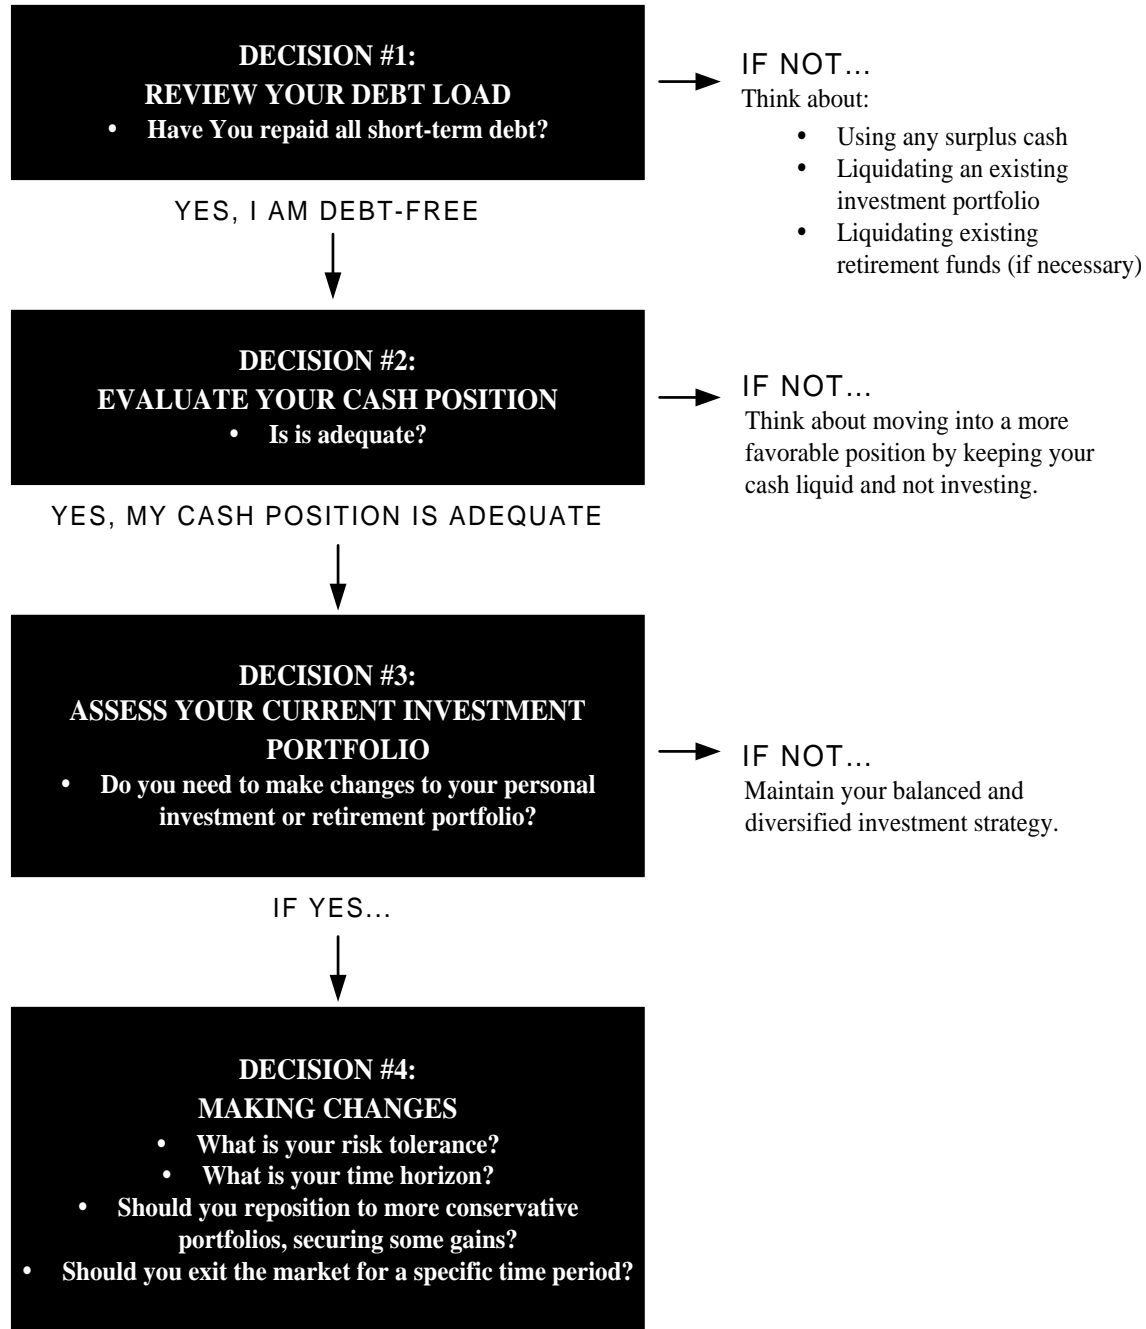 DECISION #1:
REVIEW YOUR DEBT LOAD
• Have You repaid all short-term debt?
IF NOT...
Think about:
• Using any surplus cash
• Liquidating an existing
investment portfolio
• Liquidating existing
retirement funds (if necessary)
YES, I AM DEBT-FREE
DECISION #2:
EVALUATE YOUR CASH POSITION
• Is is adequate?
IF NOT...
Think about moving into a more
favorable position by keeping your
cash liquid and not investing.
YES, MY CASH POSITION IS ADEQUATE
DECISION #3:
ASSESS YOUR CURRENT INVESTMENT
PORTFOLIO
• Do you need to make changes to your personal
investment or retirement portfolio?
IF NOT...
Maintain your balanced and
diversified investment strategy.
IF YES...
DECISION #4:
MAKING CHANGES
• What is your risk tolerance?
• What is your time horizon?
• Should you reposition to more conservative
portfolios, securing some gains?
• Should you exit the market for a specific time period?